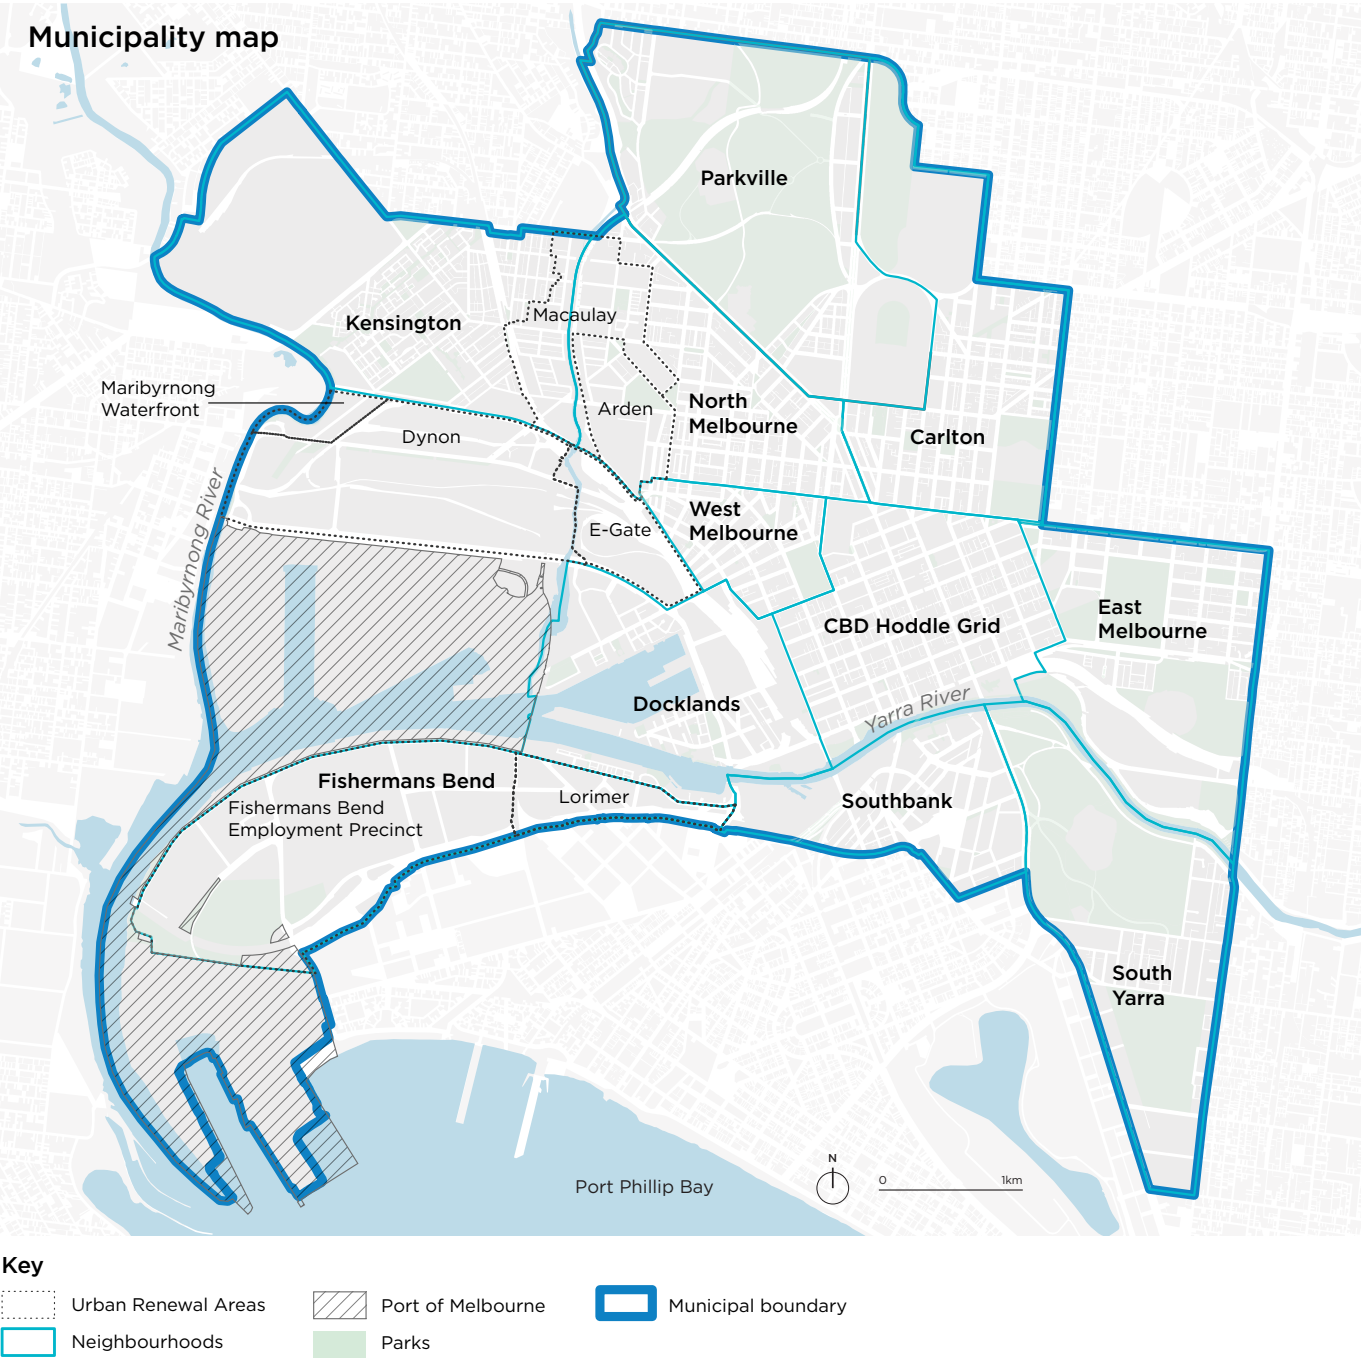 Municipality map
Parkville
Kensington
Macaulay
Maribyrnong
Waterfront
Arden
North
Melbourne
Dynon
Carlton
Maribyrnong River
West
Melbourne
E-Gate
East
Melbourne
CBD Hoddle Grid
Docklands
Yarra River
Fishermans Bend
Lorimer
Southbank
Fishermans Bend
Employment Precinct
South
Yarra
Port Phillip Bay
N
0
1km
Key
Urban Renewal Areas
Port of Melbourne
Municipal boundary
Neighbourhoods
Parks